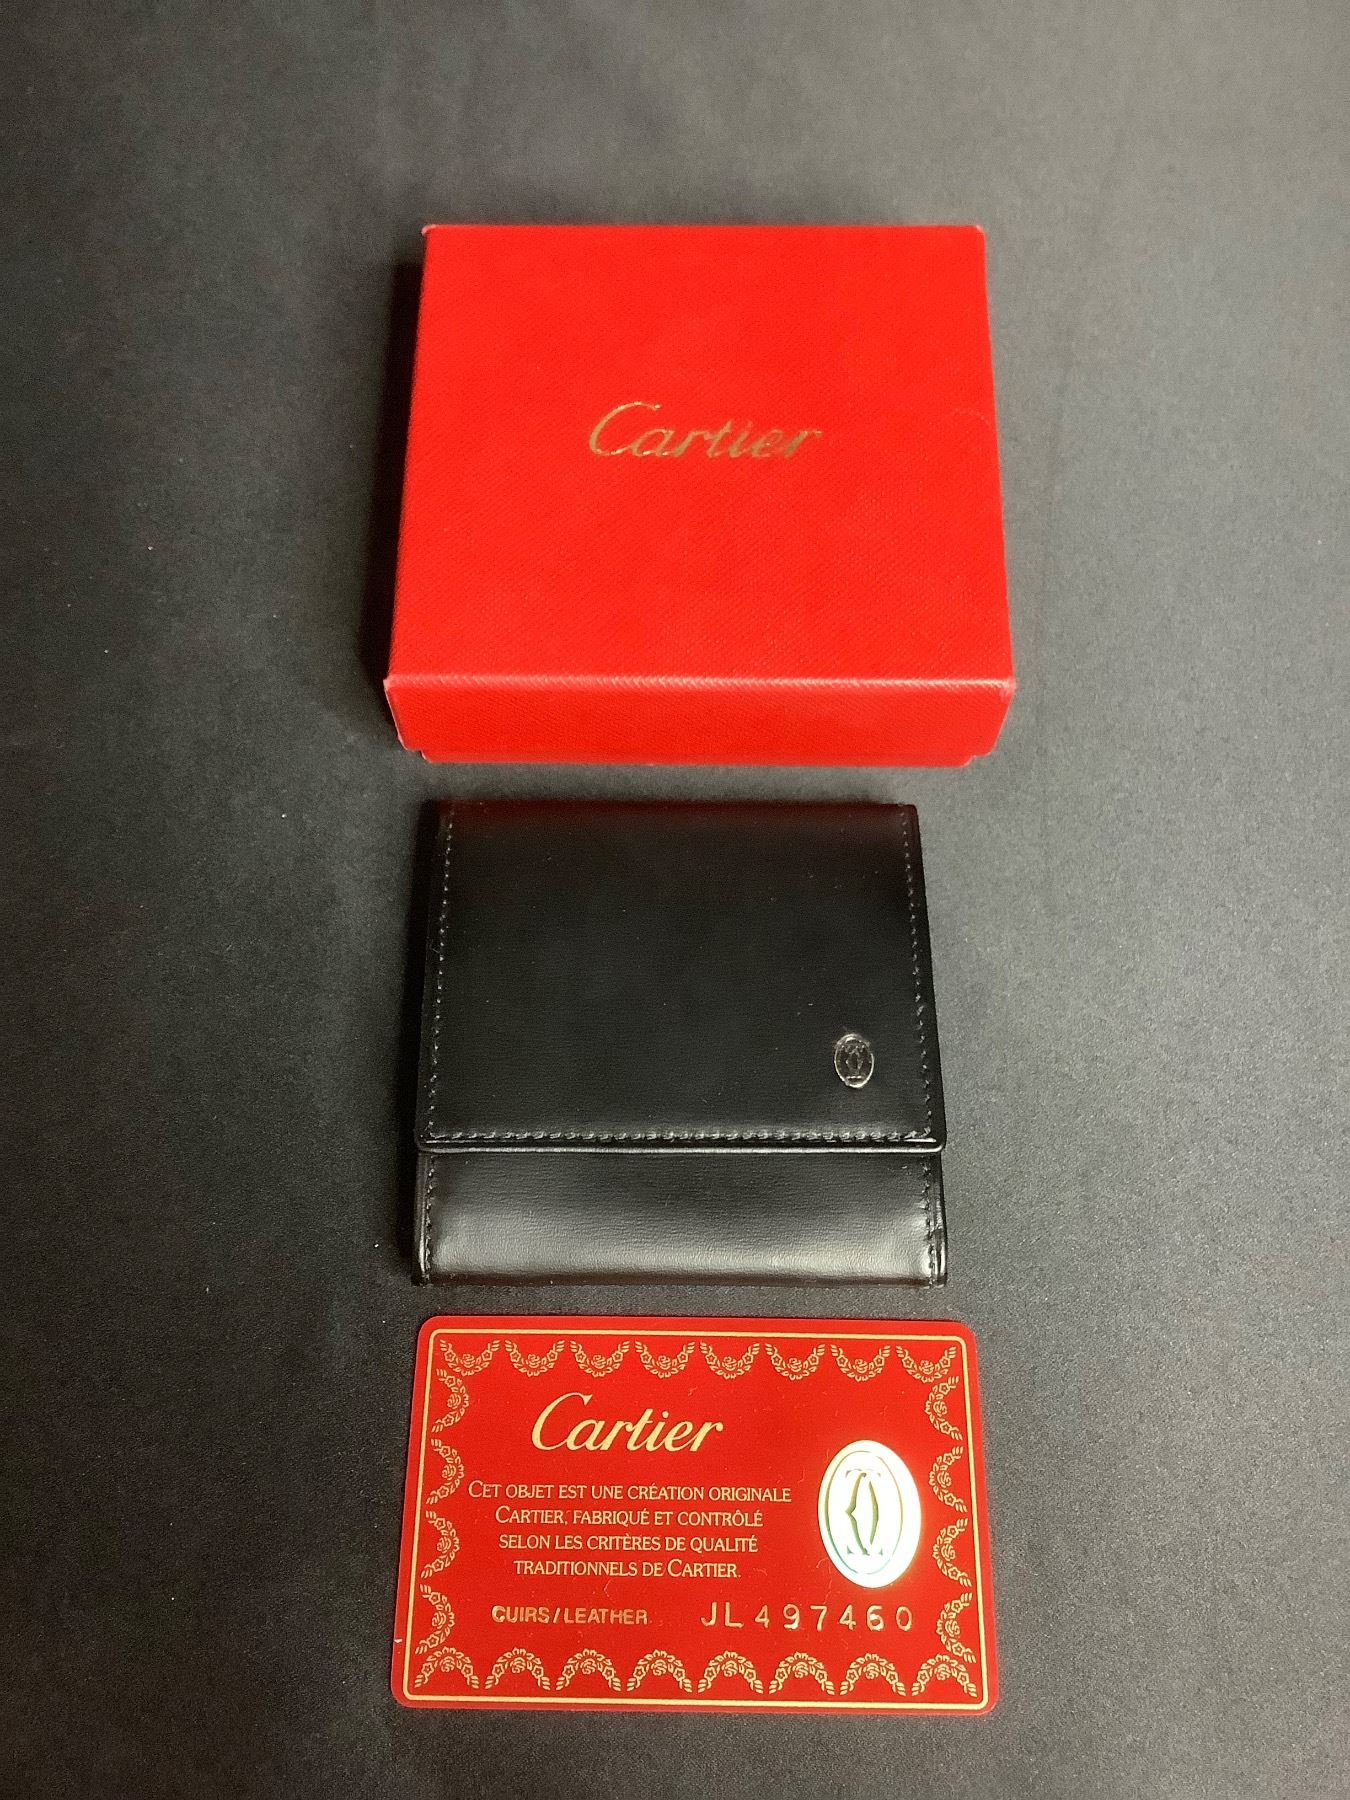 Cartier
Cartier
CET OBJET EST UNE CRÉATION ORIGINALE
CARTIER, FABRIQUÉ ET CONTRÔLÉ
SELON LES CRITÈRES DE QUALITÉ
TRADITIONNELS DE CARTIER.
CUIRS/LEATHER JL497460